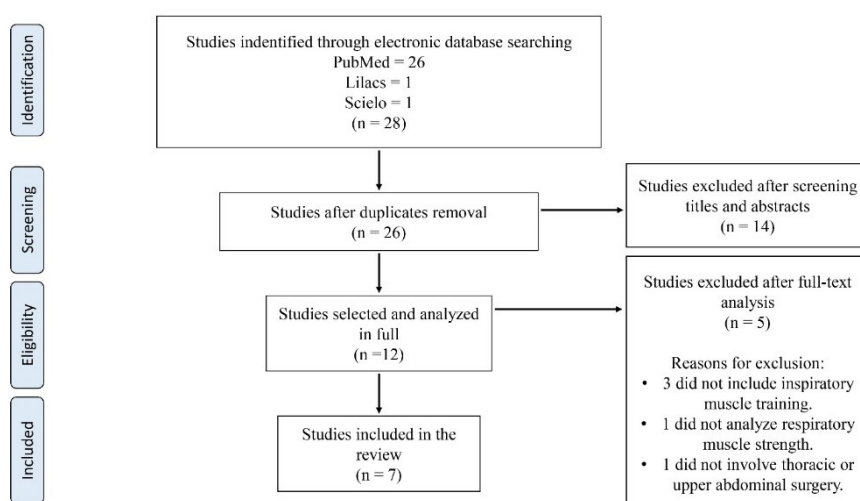 Identification
Studies indentified through electronic database searching
PubMed = 26
Lilacs = 1
Scielo = 1
(n = 28)
Screening
Studies after duplicates removal
(n = 26)
Studies excluded after screening
titles and abstracts
(n = 14)
Eligibility
Studies selected and analyzed
in full
(n =12)
Studies excluded after full-text
analysis
(n = 5)
Reasons for exclusion:
• 3 did not include inspiratory
muscle training.
• 1 did not analyze respiratory
muscle strength.
• 1 did not involve thoracic or
upper abdominal surgery.
Included
Studies included in the
review
(n = 7)